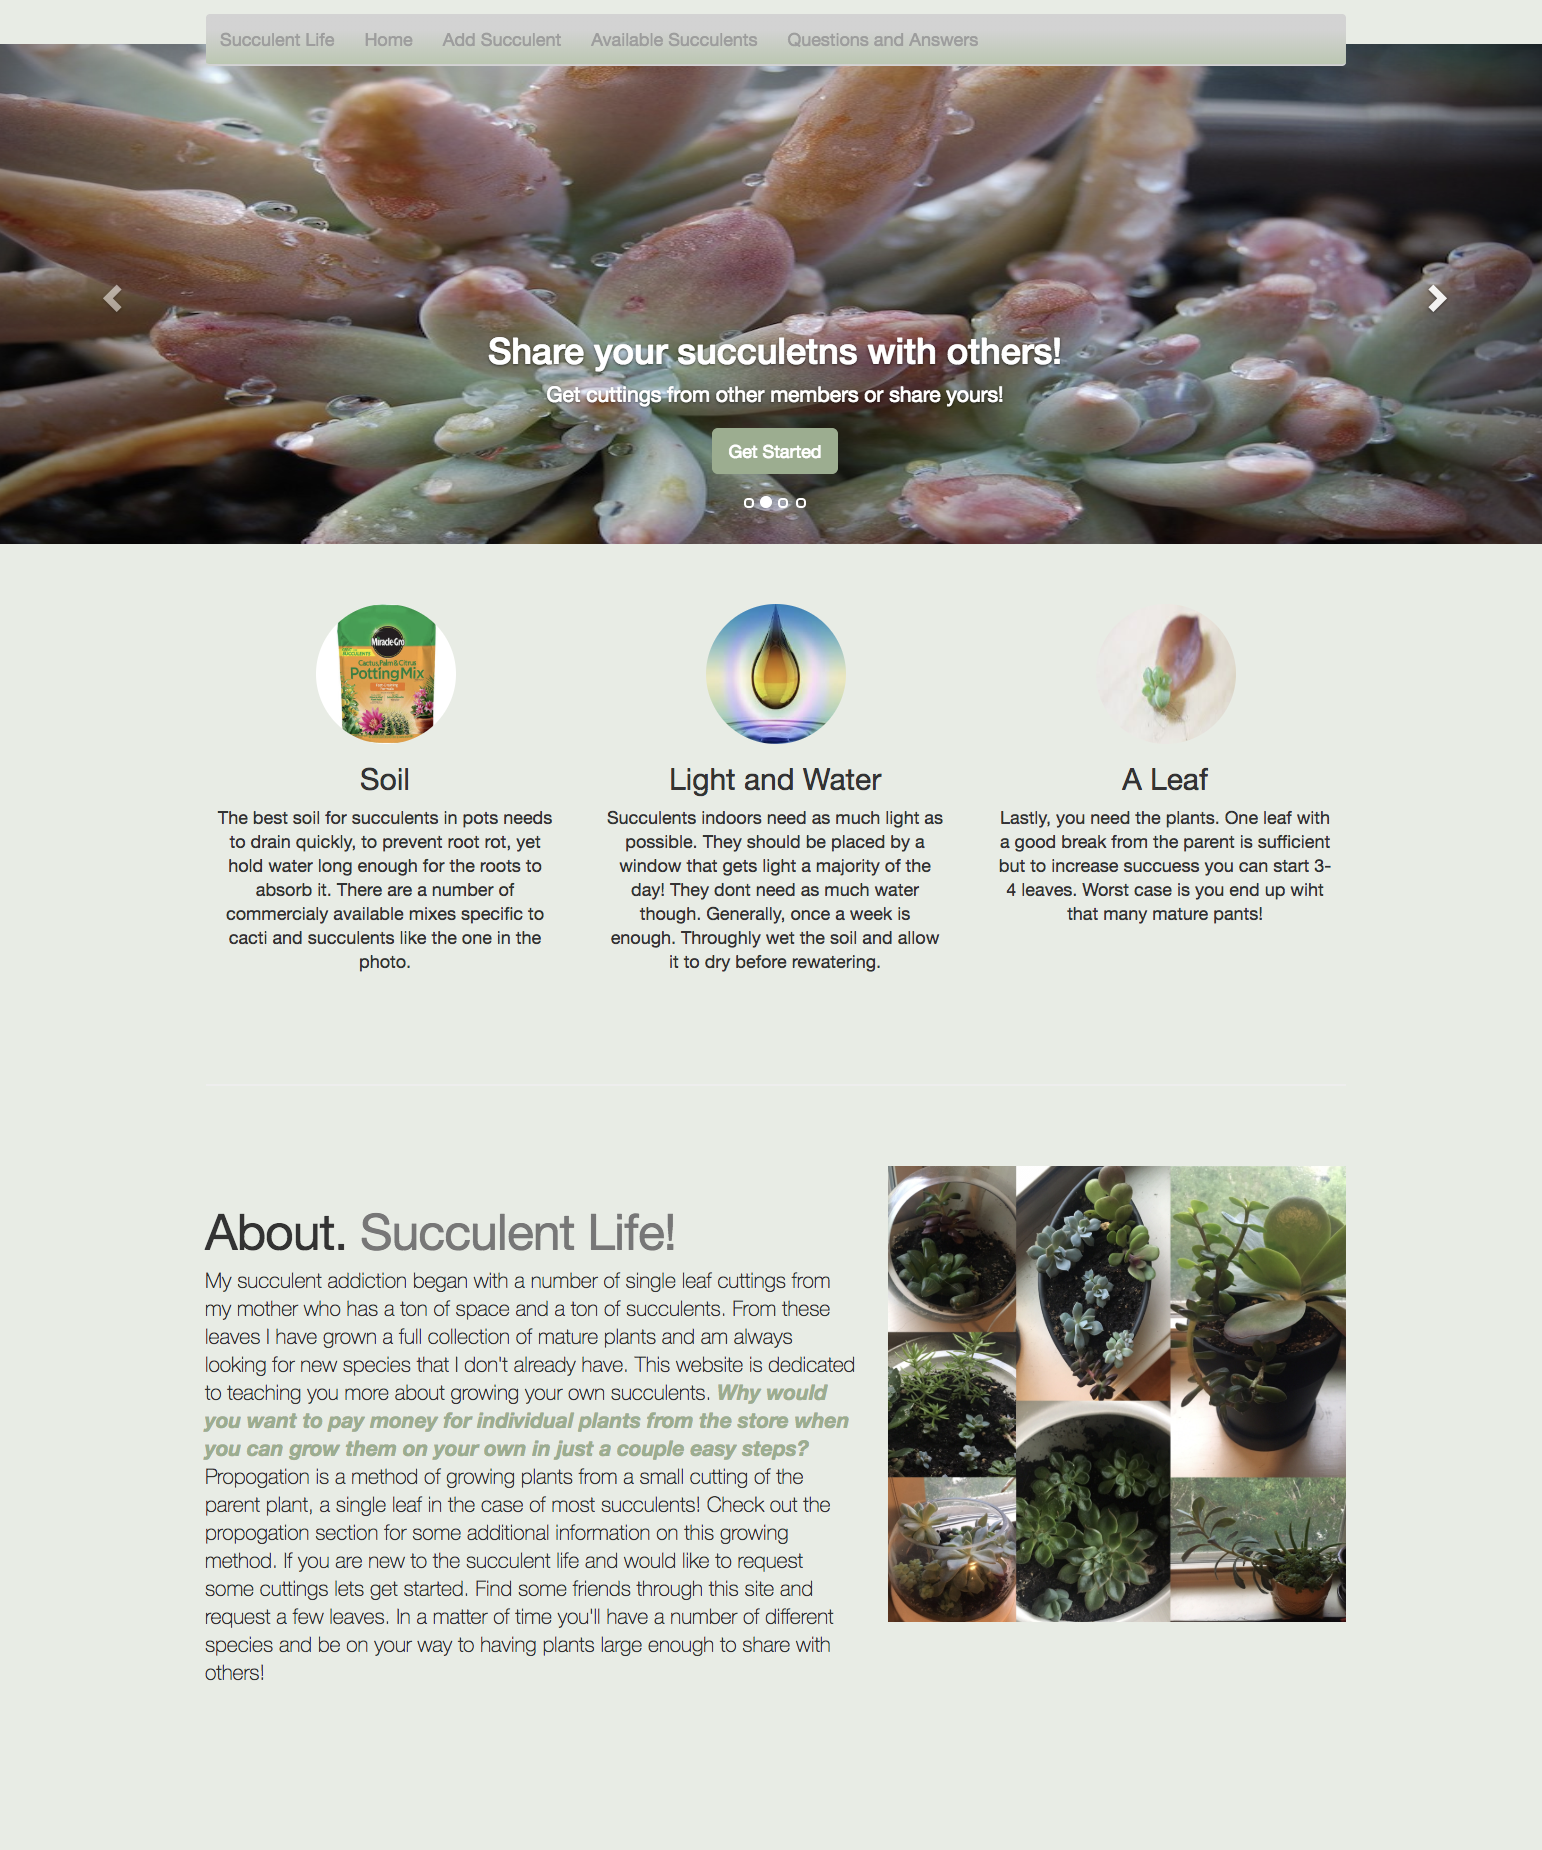 Succulent Life Home Add Succulent Available Succulents Questions and Answers
Share your succuletns with others!
Get cuttings from other members or share yours!
Get Started
Miracle-Gro
SUCCULENTS
Cactus, Palm & Citrus
Potting Mix
Soil
The best soil for succulents in pots needs
to drain quickly, to prevent root rot, yet
hold water long enough for the roots to
absorb it. There are a number of
commercialy available mixes specific to
cacti and succulents like the one in the
photo.
Light and Water
Succulents indoors need as much light as
possible. They should be placed by a
window that gets light a majority of the
day! They dont need as much water
though. Generally, once a week is
enough. Throughly wet the soil and allow
it to dry before rewatering.
A Leaf
Lastly, you need the plants. One leaf with
a good break from the parent is sufficient
but to increase succuess you can start 3-
4 leaves. Worst case is you end up wiht
that many mature pants!
About. Succulent Life!
My succulent addiction began with a number of single leaf cuttings from
my mother who has a ton of space and a ton of succulents. From these
leaves I have grown a full collection of mature plants and am always
looking for new species that I don't already have. This website is dedicated
to teaching you more about growing your own succulents. Why would
you want to pay money for individual plants from the store when
you can grow them on your own in just a couple easy steps?
Propogation is a method of growing plants from a small cutting of the
parent plant, a single leaf in the case of most succulents! Check out the
propogation section for some additional information on this growing
method. If you are new to the succulent life and would like to request
some cuttings lets get started. Find some friends through this site and
request a few leaves. In a matter of time you'll have a number of different
species and be on your way to having plants large enough to share with
others!